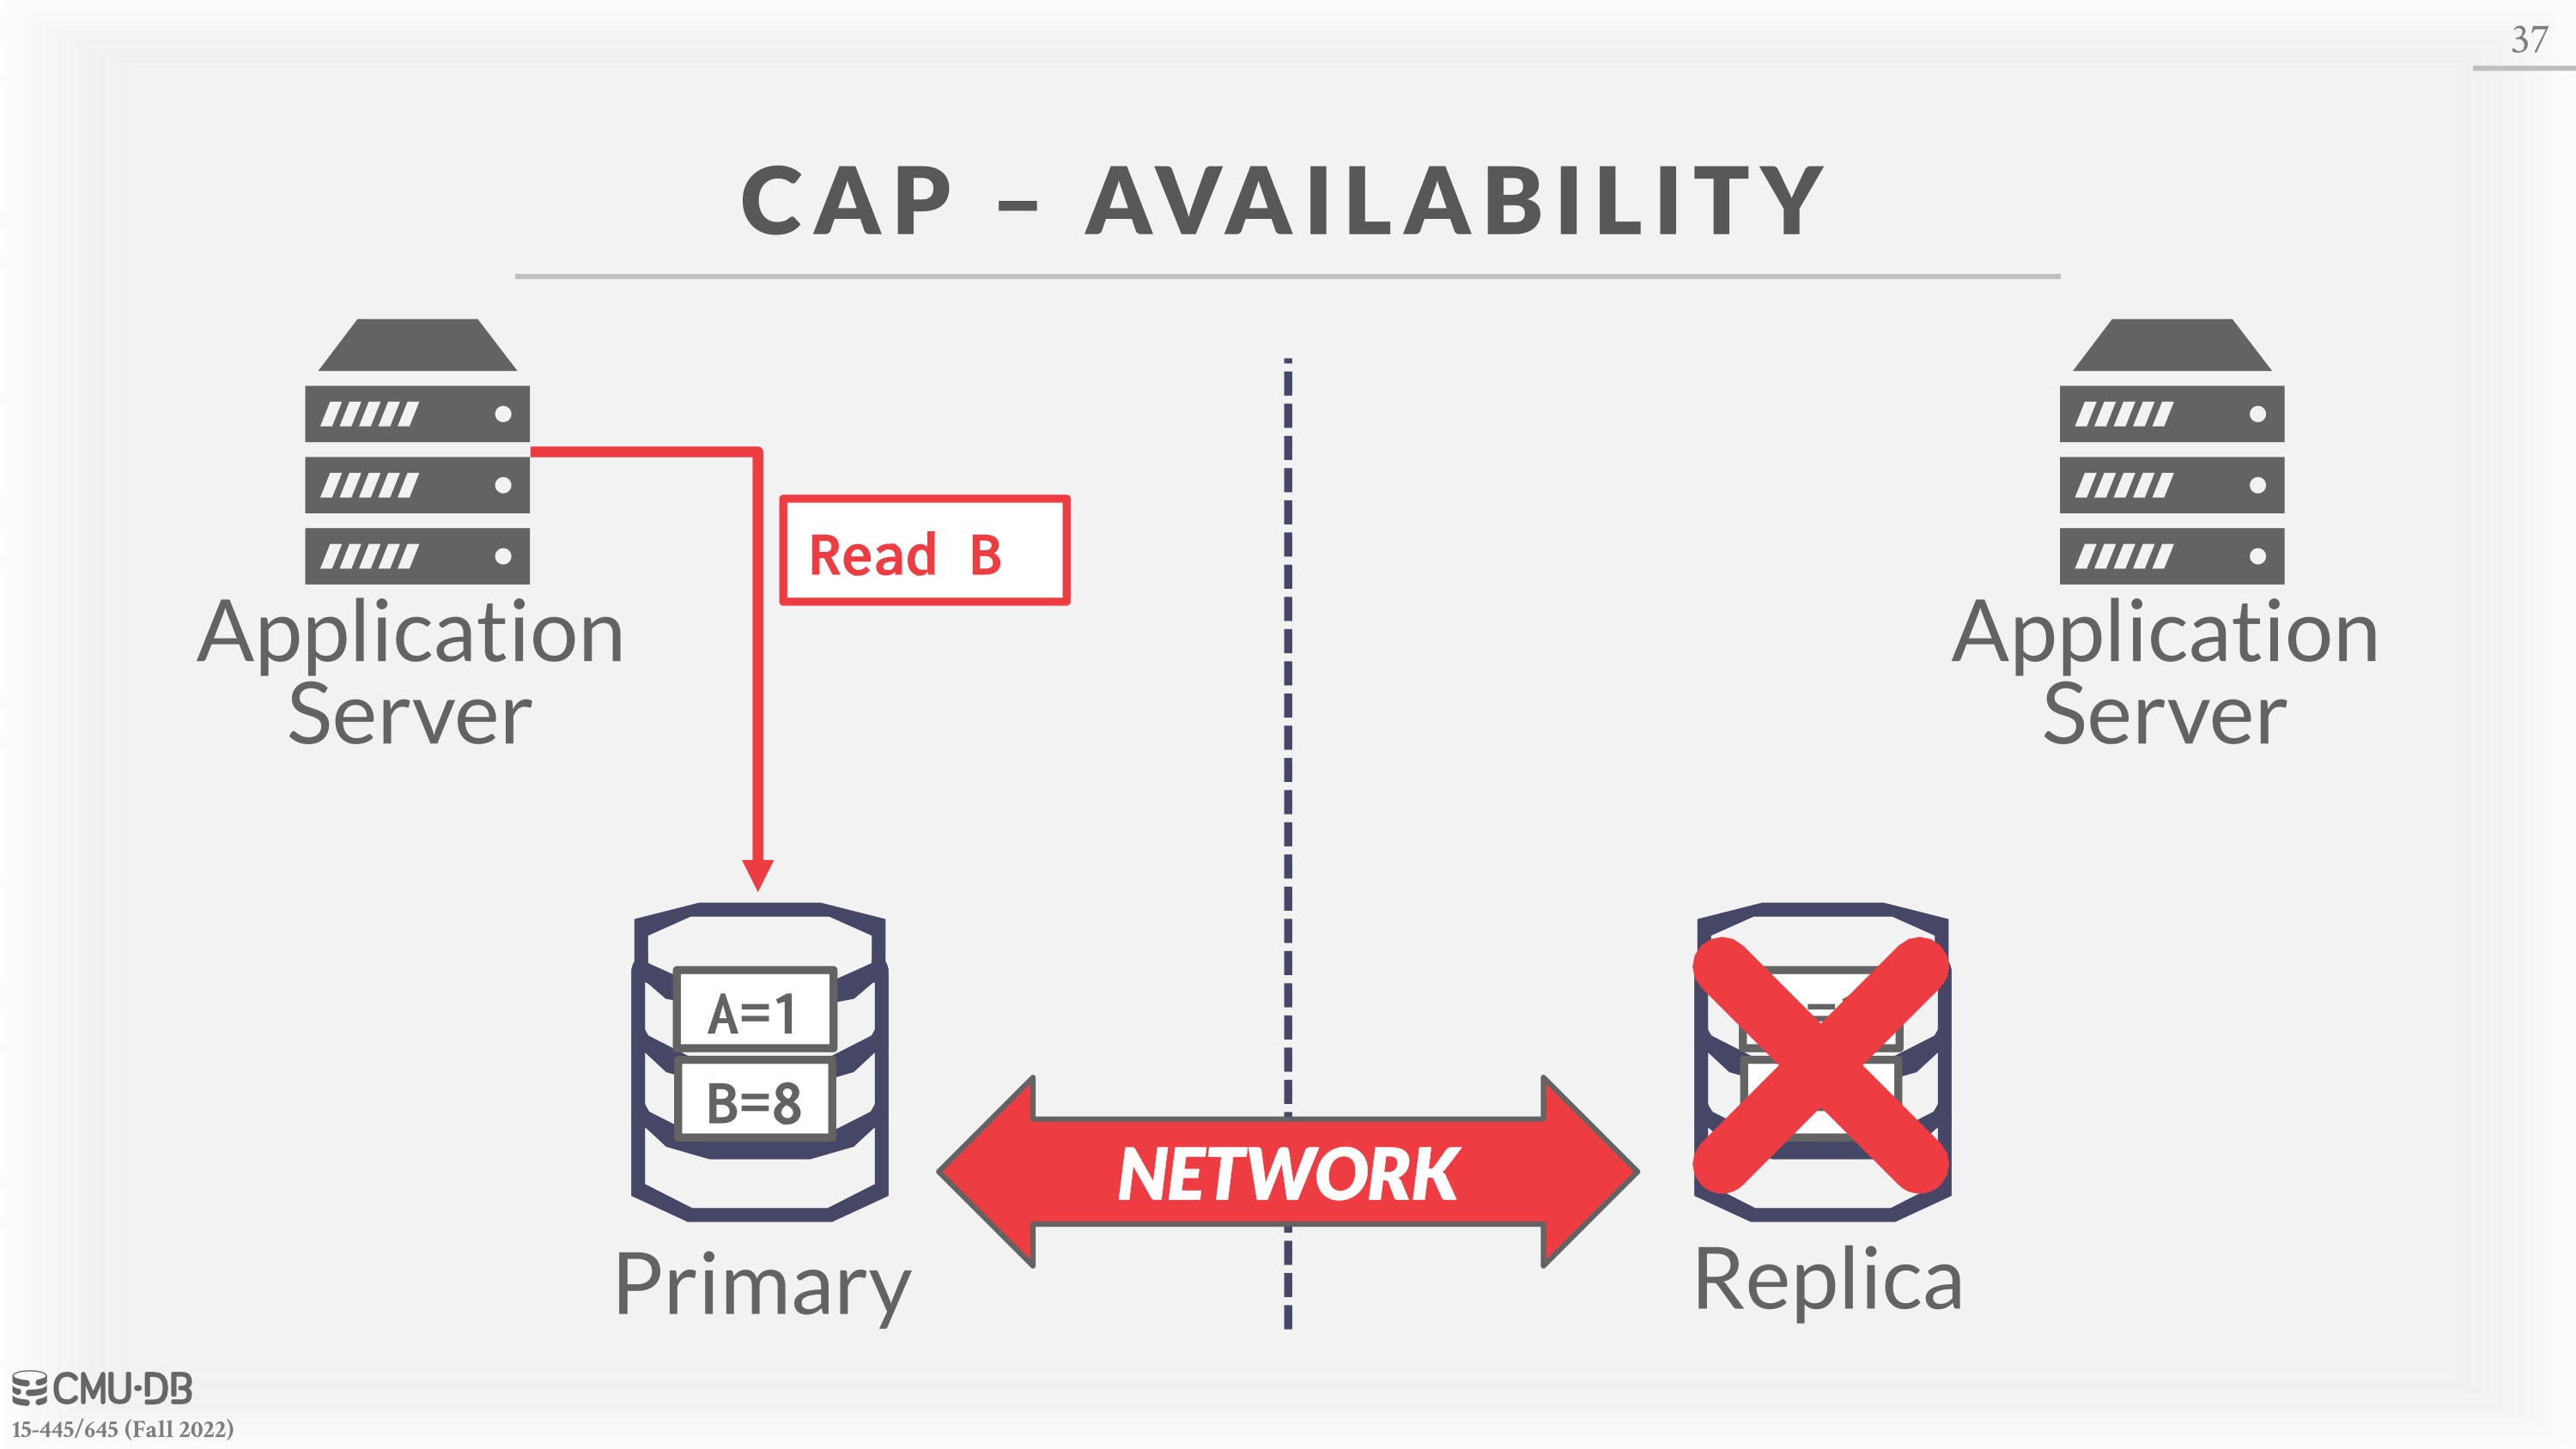 37
CAP – AVAILABILITY
Read B
Application
Server
Application
Server
A=1
B=8
NETWORK
Primary
Replica
CMU·DB
15-445/645 (Fall 2022)